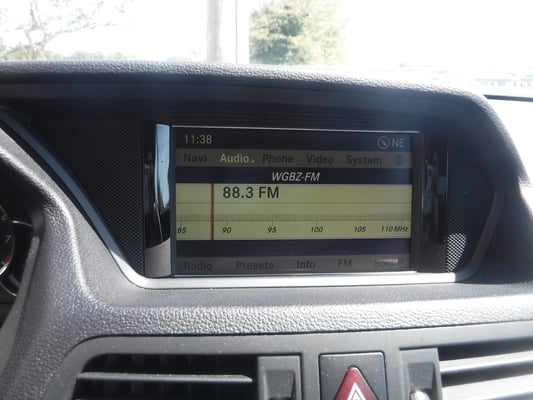 11:38 NE
Navi Audio Phone Video System
WGBZ-FM
88.3 FM
85 90 95 100 105 110 MHz
Radio Presets Info FM Sound